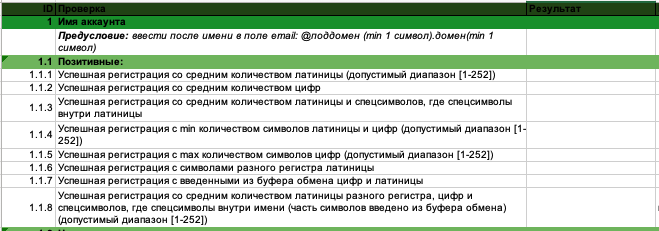 ID Проверка Результат
1 Имя аккаунта
Предусловие: ввести после имени в поле email: @поддомен (min 1 символ).домен(min 1
символ)
1.1 Позитивные:
1.1.1 Успешная регистрация со средним количеством латиницы (допустимый диапазон [1-252])
1.1.2 Успешная регистрация со средним количеством цифр
1.1.3 Успешная регистрация со средним количеством латиницы и спецсимволов, где спецсимволы
внутри латиницы
1.1.4 Успешная регистрация с min количеством символов латиницы и цифр (допустимый диапазон [1-
252])
1.1.5 Успешная регистрация с max количеством символов цифр (допустимый диапазон [1-252])
1.1.6 Успешная регистрация с символами разного регистра латиницы
1.1.7 Успешная регистрация с введенными из буфера обмена цифр и латиницы
1.1.8 Успешная регистрация со средним количеством латиницы разного регистра, цифр и
спецсимволов, где спецсимволы внутри имени (часть символов введено из буфера обмена)
(допустимый диапазон [1-252])